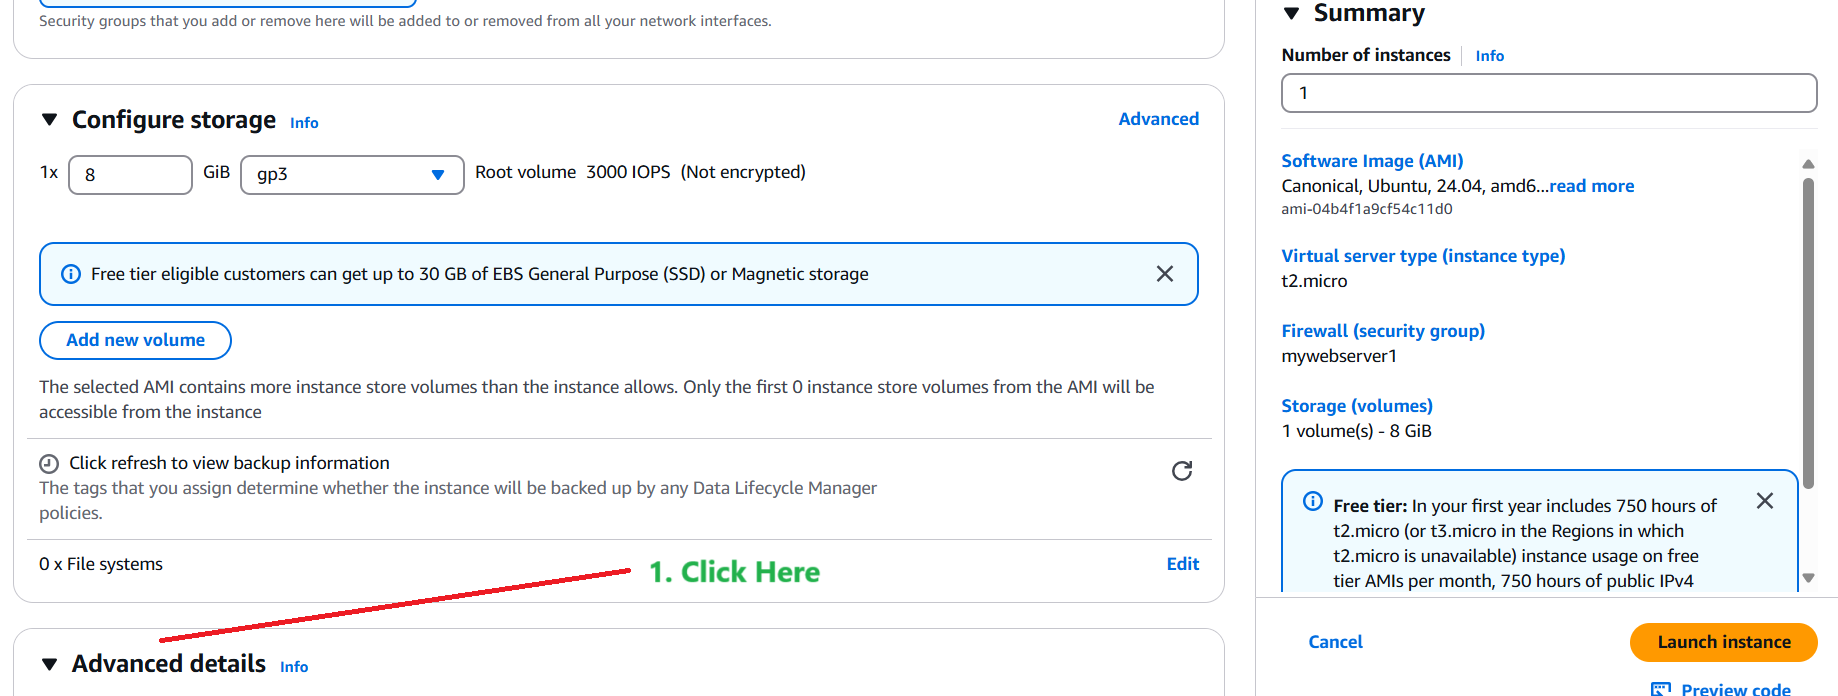 Security groups that you add or remove here will be added to or removed from all your network interfaces.
Configure storage Info
Advanced
1x 8 GiB gp3 Root volume 3000 IOPS (Not encrypted)
Free tier eligible customers can get up to 30 GB of EBS General Purpose (SSD) or Magnetic storage
Add new volume
The selected AMI contains more instance store volumes than the instance allows. Only the first 0 instance store volumes from the AMI will be
accessible from the instance
Click refresh to view backup information
The tags that you assign determine whether the instance will be backed up by any Data Lifecycle Manager
policies.
0 x File systems
1. Click Here
Edit
Advanced details Info
Summary
Number of instances Info
1
Software Image (AMI)
Canonical, Ubuntu, 24.04, amd6...read more
ami-04b4f1a9cf54c11d0
Virtual server type (instance type)
t2.micro
Firewall (security group)
mywebserver1
Storage (volumes)
1 volume(s) - 8 GiB
Free tier: In your first year includes 750 hours of
t2.micro (or t3.micro in the Regions in which
t2.micro is unavailable) instance usage on free
tier AMIs per month, 750 hours of public IPv4
Cancel
Launch instance
Preview code